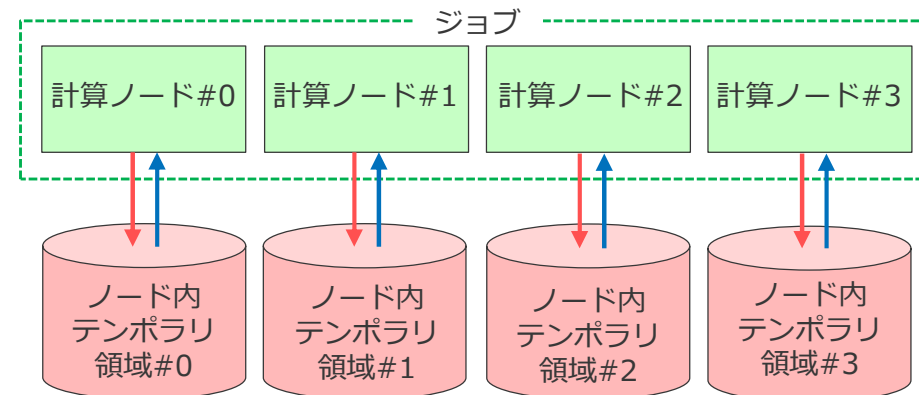 ジョブ
計算ノード#0
計算ノード#1
計算ノード#2
計算ノード#3
ノード内
テンポラリ
領域#0
ノード内
テンポラリ
領域#1
ノード内
テンポラリ
領域#2
ノード内
テンポラリ
領域#3